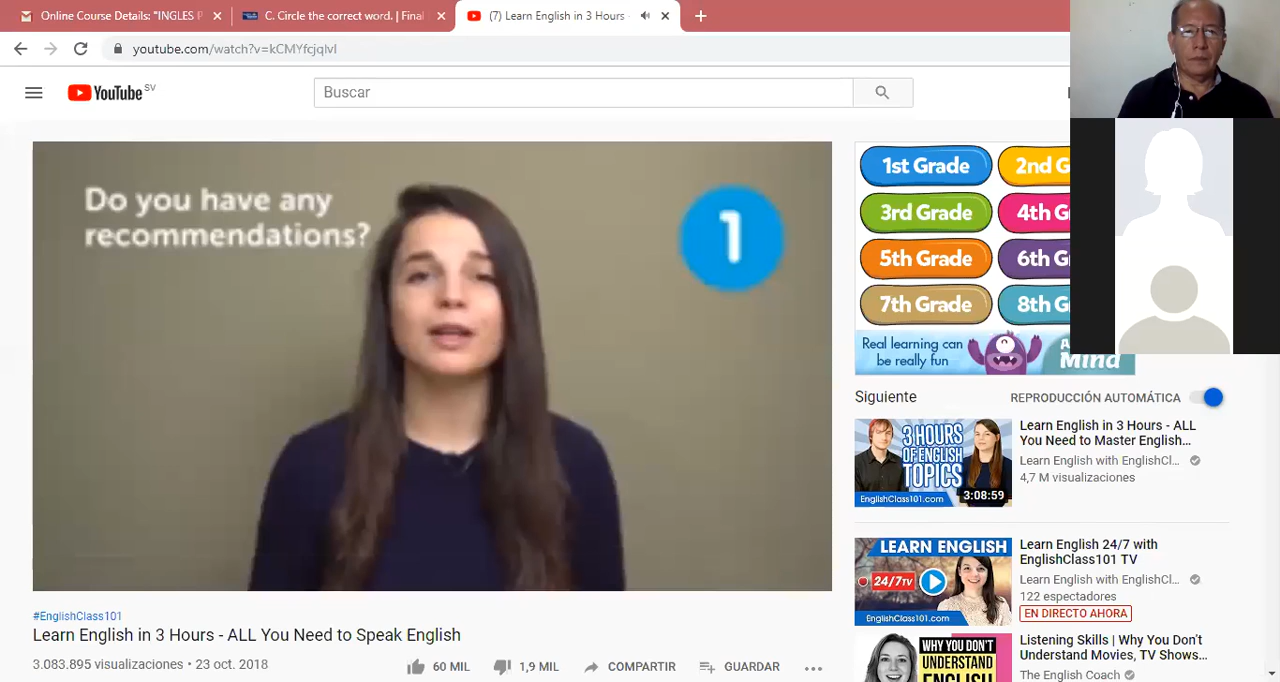 Online Course Details: "INGLES P
C. Circle the correct word. | Final
(7) Learn English in 3 Hours -
youtube.com/watch?v=kCMYfcjqlvI
YouTube SV
Buscar
Do you have any
recommendations?
1
1st Grade
2nd G
3rd Grade
4th G
5th Grade
6th G
7th Grade
8th G
Real learning can
be really fun
A
Mind
Siguiente
REPRODUCCIÓN AUTOMÁTICA
3 HOURS
OF ENGLISH
TOPICS
EnglishClass101.com
3:08:59
Learn English in 3 Hours - ALL
You Need to Master English...
Learn English with EnglishCl...
4,7 M visualizaciones
LEARN ENGLISH
24/7 TV
EnglishClass101.com
Learn English 24/7 with
EnglishClass101 TV
Learn English with EnglishCl...
122 espectadores
EN DIRECTO AHORA
WHY YOU DON'T
UNDERSTAND
ENGLISH
Listening Skills | Why You Don't
Understand Movies, TV Shows...
The English Coach
#EnglishClass101
Learn English in 3 Hours - ALL You Need to Speak English
3.083.895 visualizaciones • 23 oct. 2018
60 MIL
1,9 MIL
COMPARTIR
GUARDAR